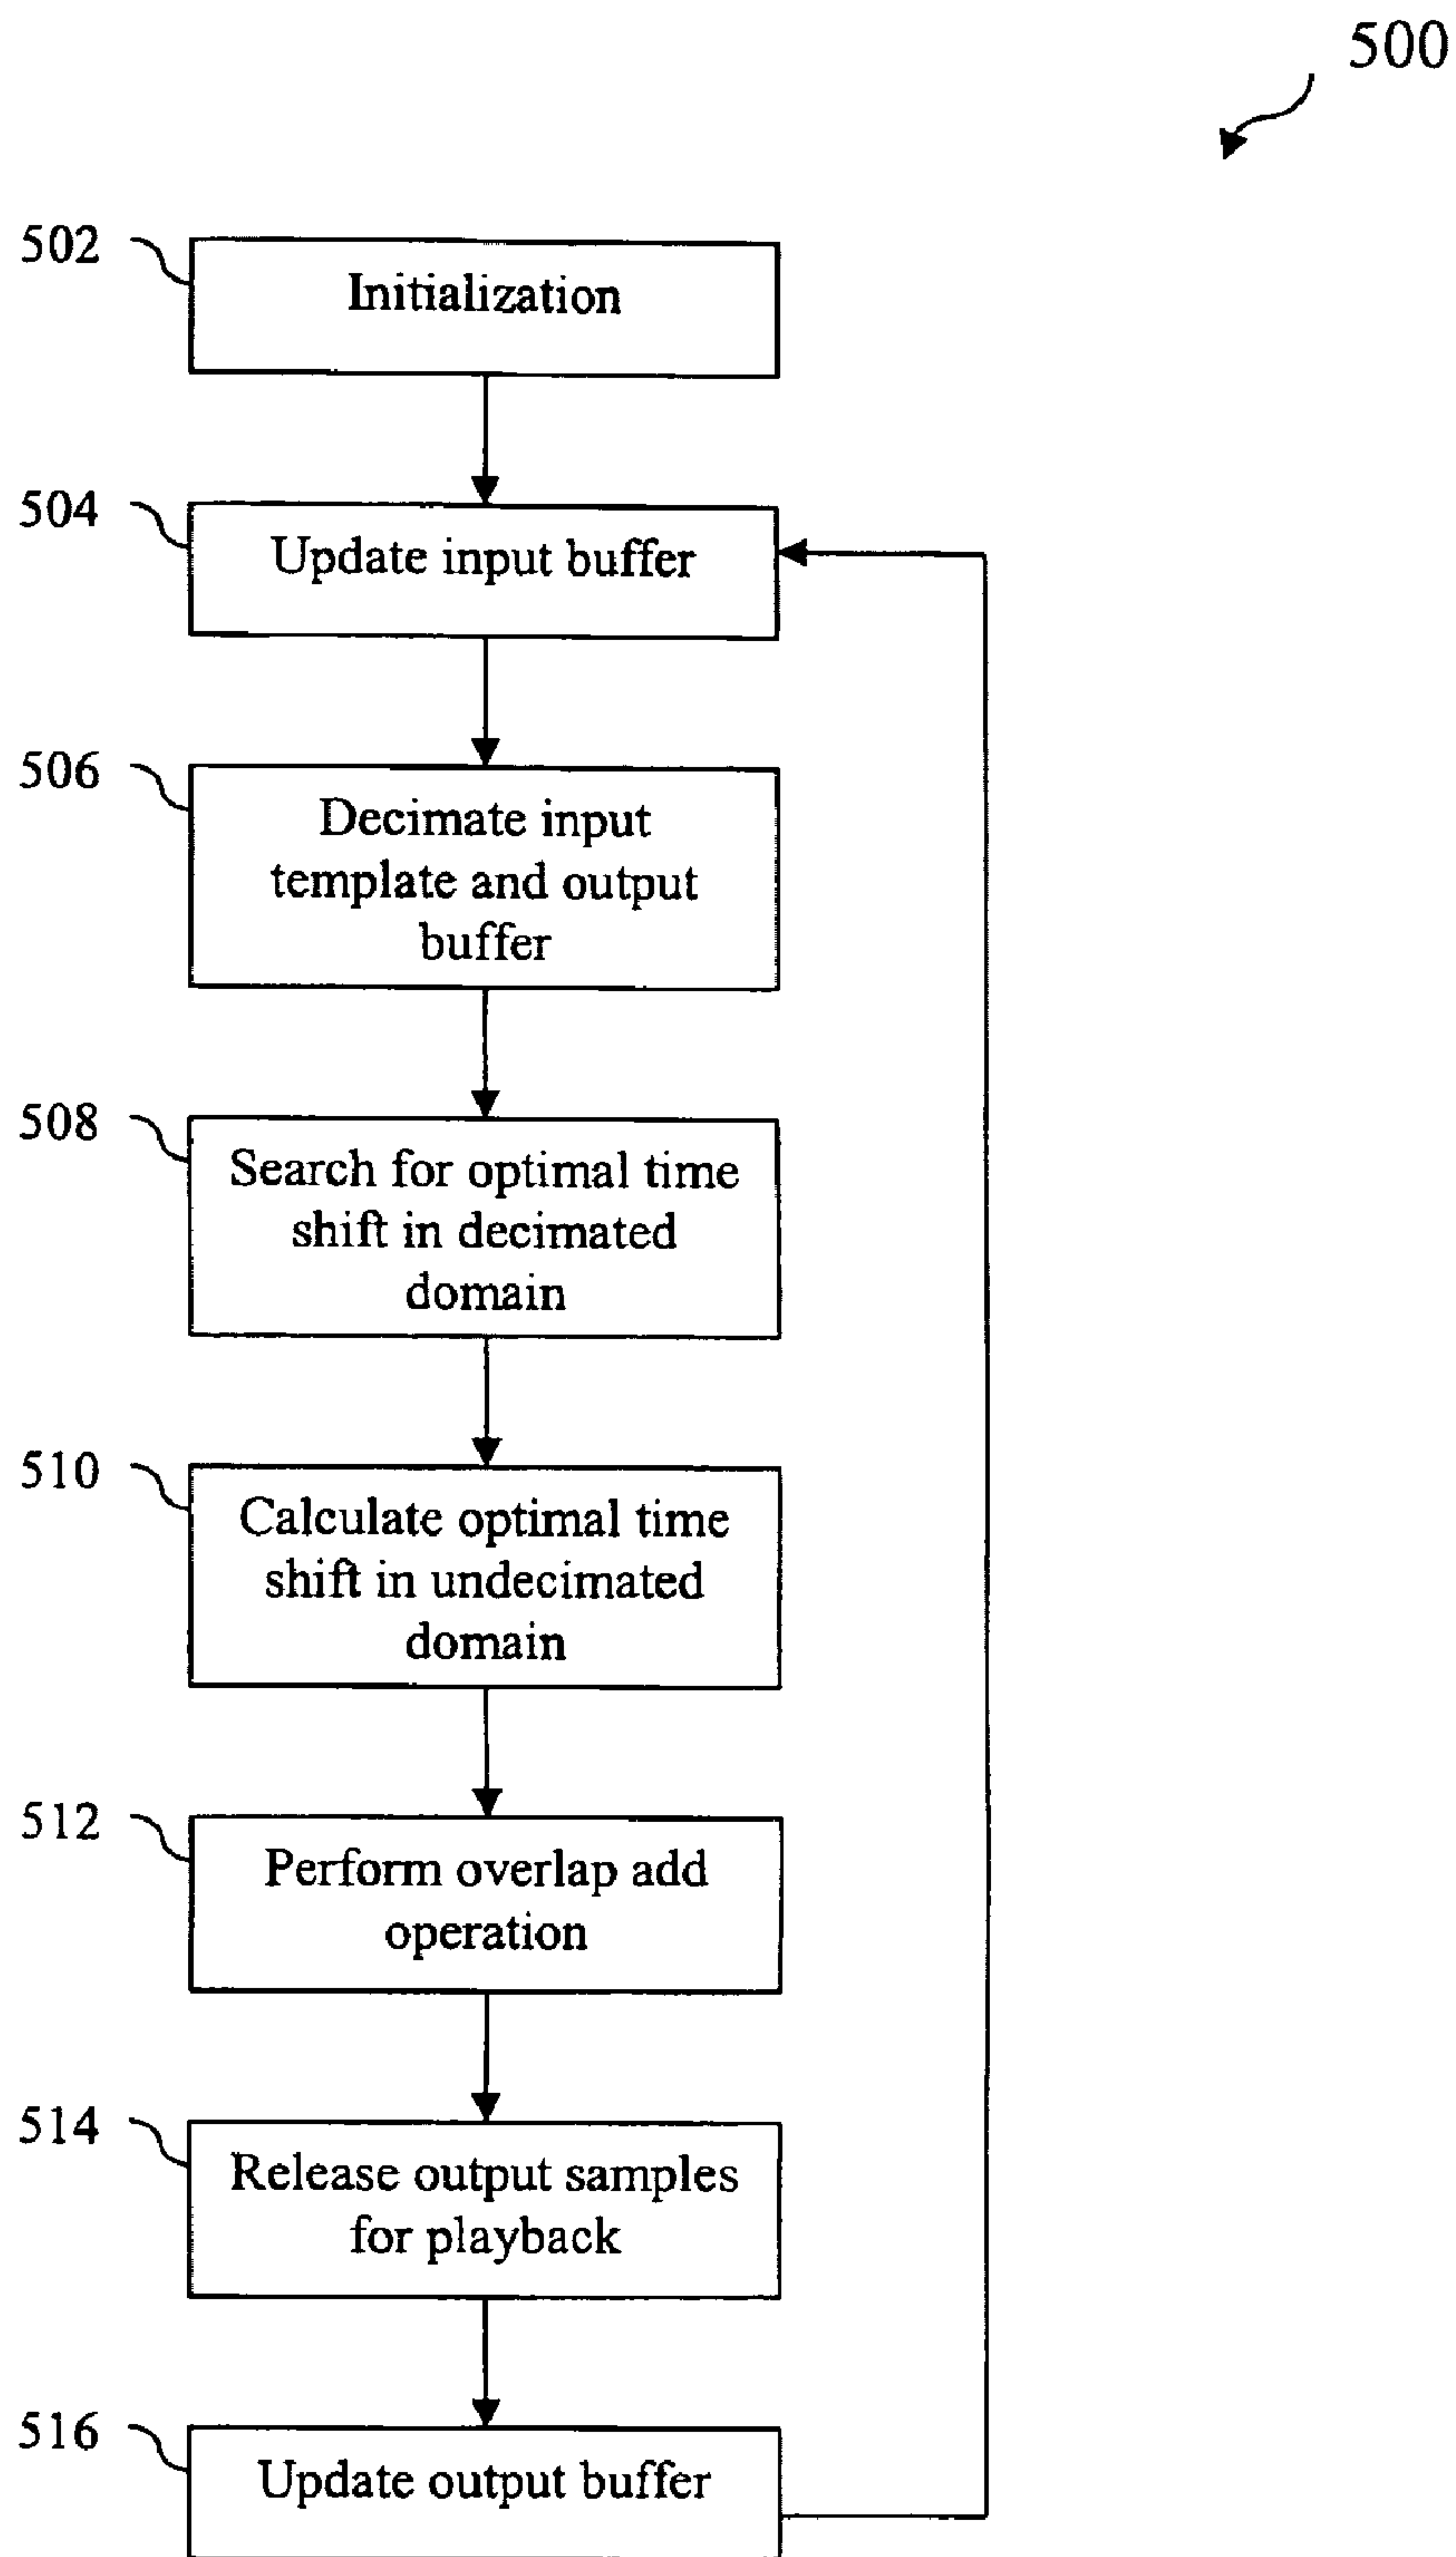 500
502
Initialization
504
Update input buffer
506
Decimate input
template and output
buffer
508
Search for optimal time
shift in decimated
domain
510
Calculate optimal time
shift in undecimated
domain
512
Perform overlap add
operation
514
Release output samples
for playback
516
Update output buffer